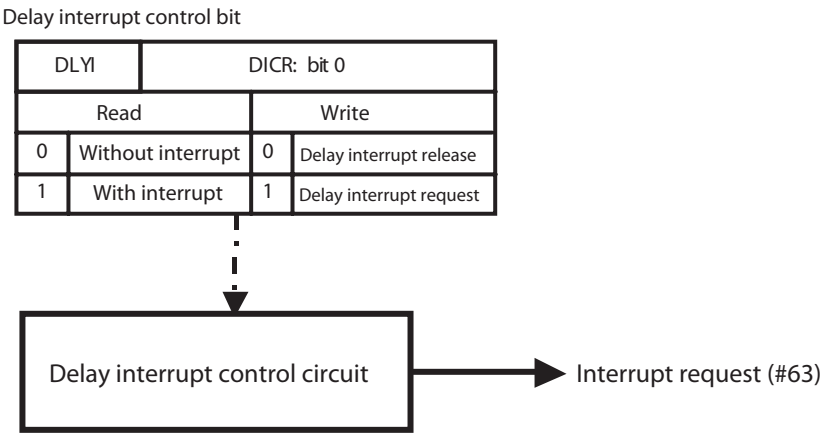 Delay interrupt control bit
DLYI DICR: bit 0
Read Write
0 Without interrupt 0 Delay interrupt release
1 With interrupt 1 Delay interrupt request
Delay interrupt control circuit Interrupt request (#63)